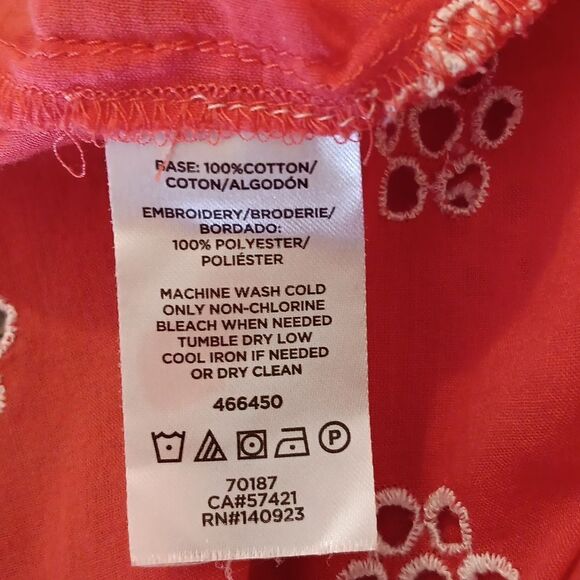 BASE: 100%COTTON/
COTON/ALGODÓN
EMBROIDERY/BRODERIE/
BORDADO:
100% POLYESTER/
POLIÉSTER
MACHINE WASH COLD
ONLY NON-CHLORINE
BLEACH WHEN NEEDED
TUMBLE DRY LOW
COOL IRON IF NEEDED
OR DRY CLEAN
466450
P
70187
CA#57421
RN#140923